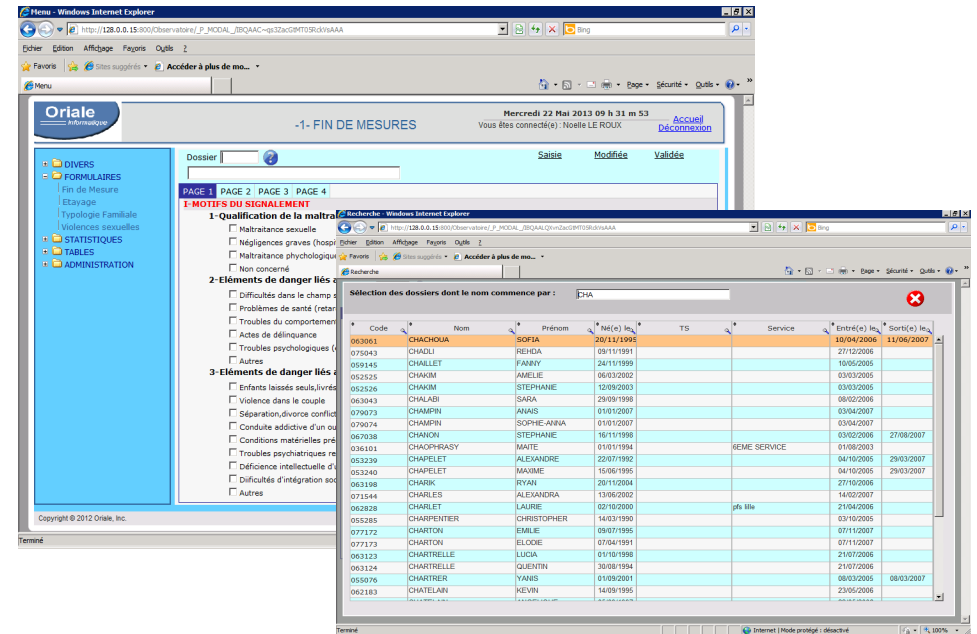 Menu - Windows Internet Explorer
http://128.0.0.15:800/Observatoire/_P_MODAL_/IBQAAC~qs3ZacGtMT05RckVsAAA
Bing
Fichier Edition Affichage Favoris Outils ?
Favoris Sites suggérés Accéder à plus de mo...
Menu
Page Sécurité Outils
Oriale
Informatique
-1- FIN DE MESURES
Mercredi 22 Mai 2013 09 h 31 m 53
Vous êtes connecté(e) : Noelle LE ROUX
Accueil
Déconnexion
DIVERS
FORMULAIRES
Fin de Mesure
Etayage
Typologie Familiale
Violences sexuelles
STATISTIQUES
TABLES
ADMINISTRATION
Dossier
Saisie Modifiée Validée
PAGE 1 PAGE 2 PAGE 3 PAGE 4
I-MOTIFS DU SIGNALEMENT
1-Qualification de la maltra
Maltraitance sexuelle
Négligences graves (hospi
Maltraitance phychologique
Non concerné
2-Eléments de danger liés a
Difficultés dans le champ s
Problèmes de santé (retar
Troubles du comportement
Actes de délinquance
Troubles psychologiques (
Autres
3-Eléments de danger liés a
Enfants laissés seuls,livrés
Violence dans le couple
Séparation,divorce conflict
Conduite addictive d'un ou
Conditions matérielles pré
Troubles psychiatriques re
Déficience intellectuelle d'u
Diificultés d'intégration soc
Autres
Copyright © 2012 Oriale, Inc.
Terminé
Recherche - Windows Internet Explorer
Bing
Fichier Edition Affichage Favoris Outils ?
Favoris Sites suggérés Accéder à plus de mo...
Recherche
Page Sécurité Outils
Sélection des dossiers dont le nom commence par : CHA
Code Nom Prénom Né(e) le TS Service Entré(e) le Sorti(e) le
063061 CHACHOUA SOFIA 20/11/1995 10/04/2006 11/06/2007
075043 CHADLI REHDA 09/11/1991 27/12/2006
059145 CHAILLET FANNY 24/11/1999 10/05/2005
052525 CHAKIM AMELIE 06/03/2002 03/03/2005
052526 CHAKIM STEPHANIE 12/09/2003 03/03/2005
063043 CHALABI SARA 29/09/1998 08/02/2006
079073 CHAMPIN ANAIS 01/01/2007 03/04/2007
079074 CHAMPIN SOPHIE-ANNA 01/01/2007 03/04/2007
067038 CHANON STEPHANIE 16/11/1998 03/02/2006 27/08/2007
036101 CHAOPHRASY MAITE 01/01/1994 6EME SERVICE 01/08/2003
053239 CHAPELET ALEXANDRE 22/07/1992 04/10/2005 29/03/2007
053240 CHAPELET MAXIME 15/06/1995 04/10/2005 29/03/2007
063198 CHARIK RYAN 20/11/2004 27/10/2006
071544 CHARLES ALEXANDRA 13/06/2002 14/02/2007
062828 CHARLET LAURIE 02/10/2000 pfs lille 21/04/2006
055285 CHARPENTIER CHRISTOPHER 14/03/1990 03/10/2005
077172 CHARTON EMILIE 09/07/1995 07/11/2007
077173 CHARTON ELODIE 07/04/1991 07/11/2007
063123 CHARTRELLE LUCIA 01/10/1998 21/07/2006
063124 CHARTRELLE QUENTIN 30/08/1994 21/07/2006
055076 CHARTRER YANIS 01/09/2001 08/03/2005 08/03/2007
062183 CHATELAIN KEVIN 14/09/1995 23/05/2006
Terminé
Internet | Mode protégé : désactivé
100%